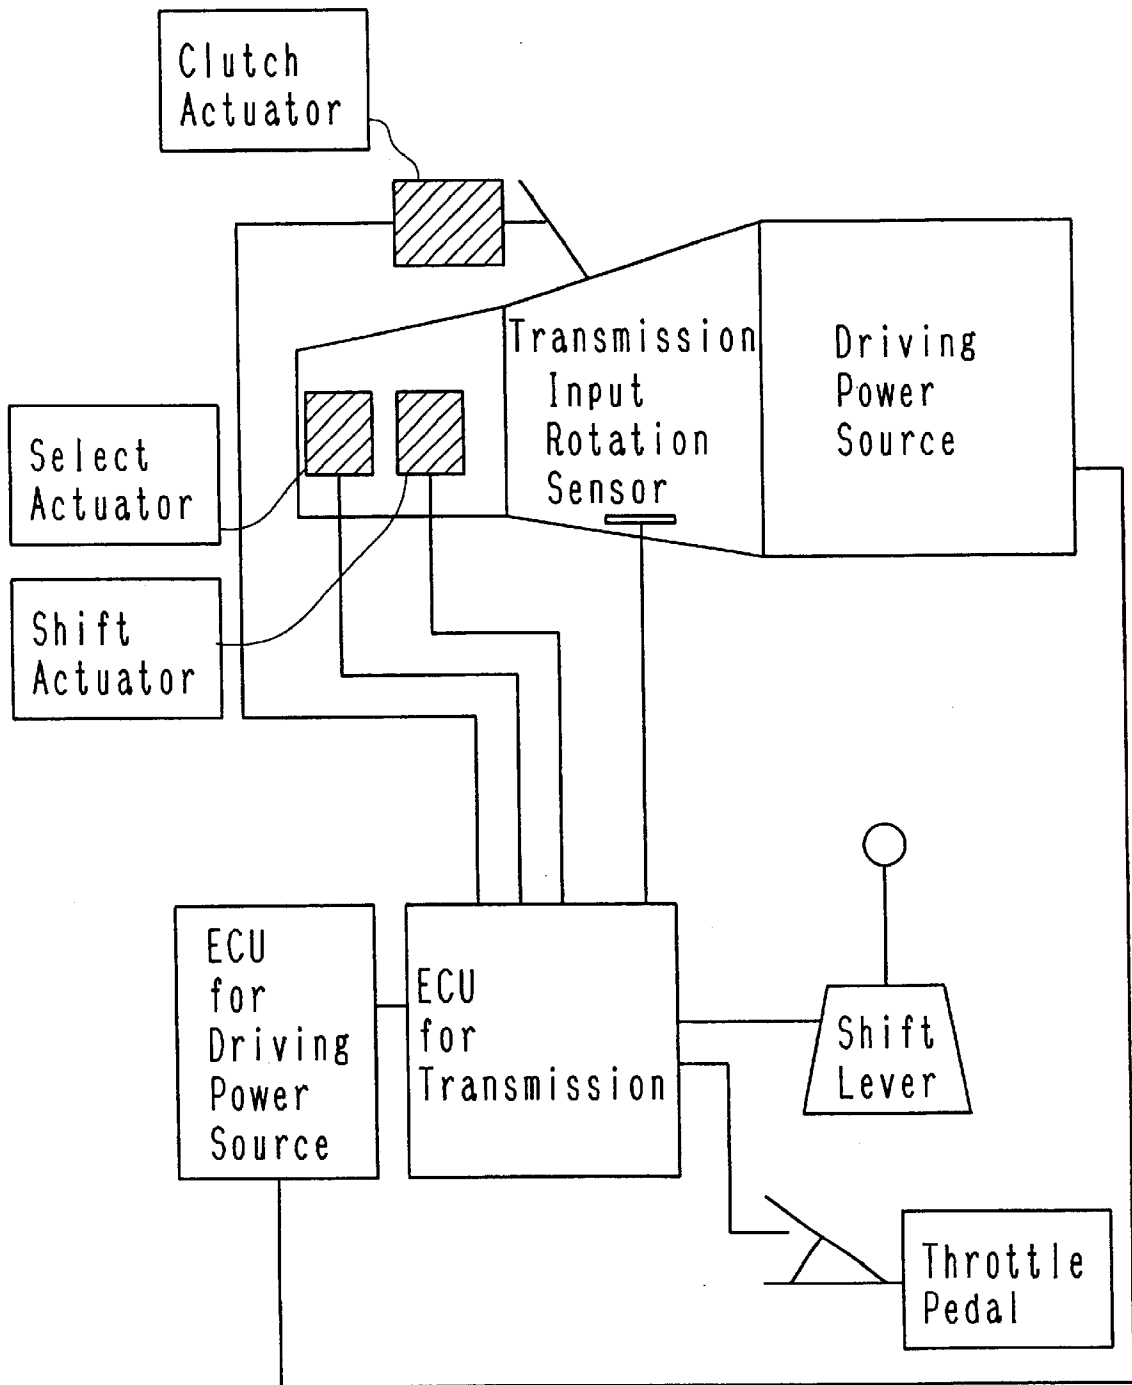 Clutch
Actuator
Transmission
Input
Rotation
Sensor
Driving
Power
Source
Select
Actuator
Shift
Actuator
ECU
for
Driving
Power
Source
ECU
for
Transmission
Shift
Lever
Throttle
Pedal